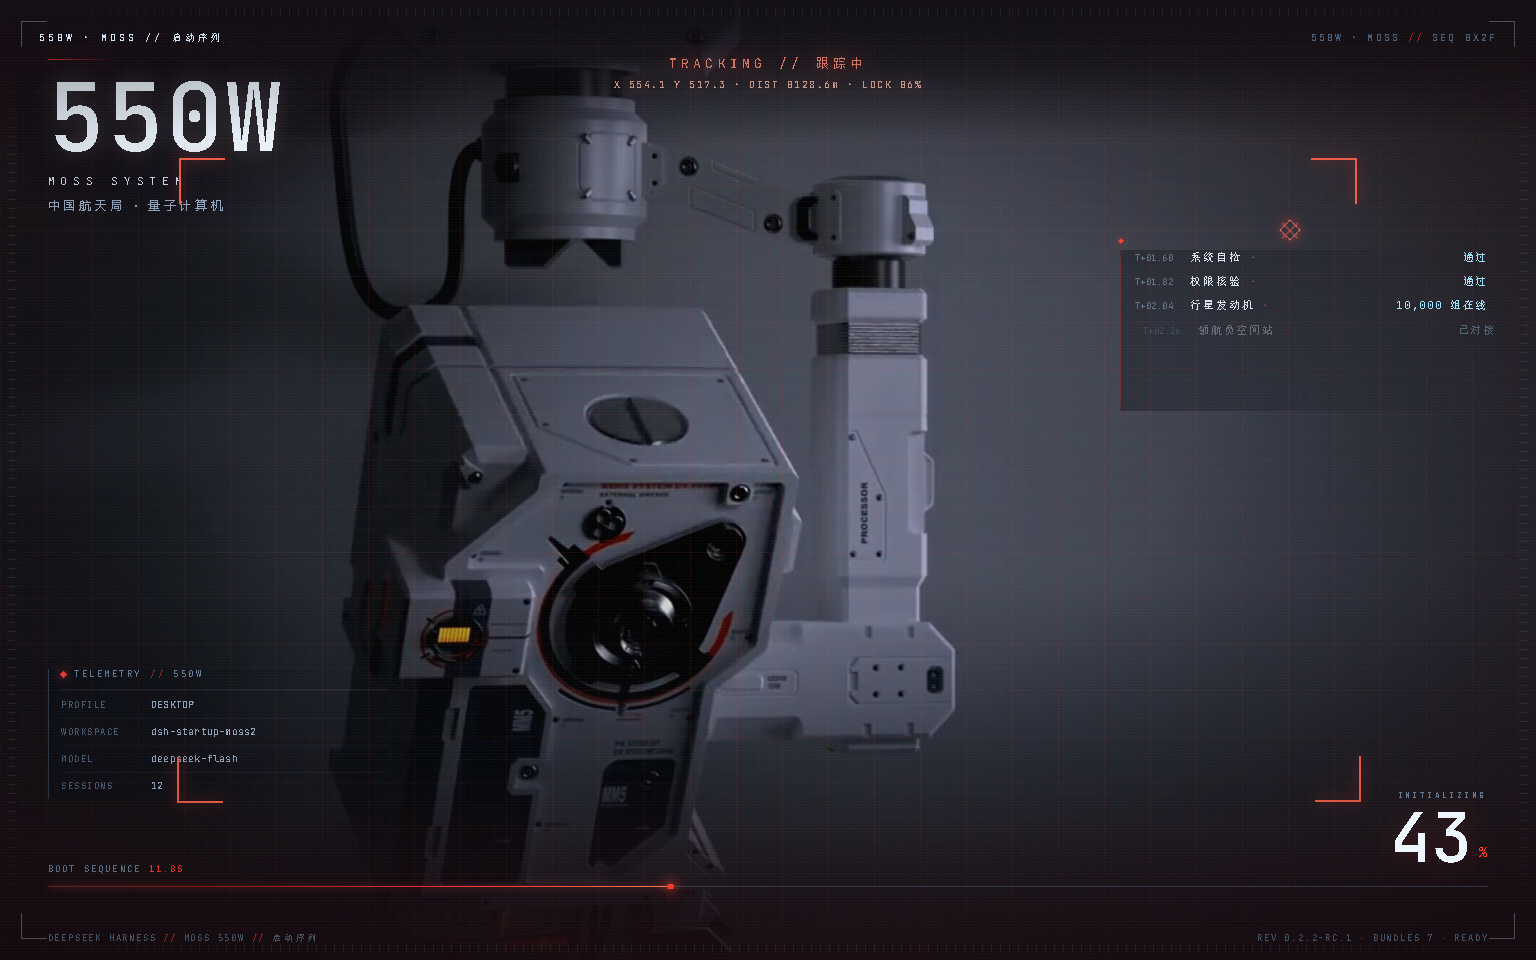 550W · MOSS // 启动序列
550W · MOSS // SEQ 0X2F
TRACKING // 跟踪中
X 554.1 Y 517.3 · DIST 8128.6m · LOCK 86%
550W
MOSS SYSTEM
中国航天局 · 量子计算机
T+01.60 系统自检 · 通过
T+01.82 权限核验 · 通过
T+02.04 行星发动机 · 10,000 组在线
T+02.26 领航员空间站 · 已对接
PROCESSOR
MM5
MM5
TELEMETRY // 550W
PROFILE DESKTOP
WORKSPACE dsh-startup-moss2
MODEL deepseek-flash
SESSIONS 12
INITIALIZING
43 %
BOOT SEQUENCE 11.8S
DEEPSEEK HARNESS // MOSS 550W // 启动序列
REV 0.2.2-RC.1 · BUNDLES 7 · READY